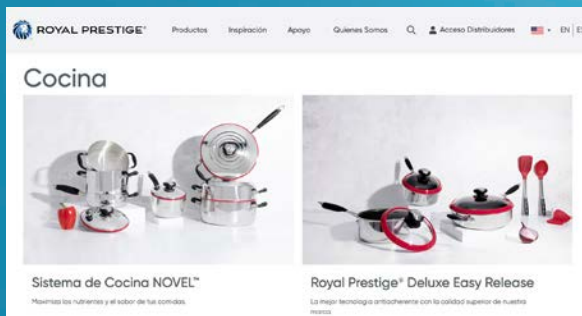 ROYAL PRESTIGE®
Productos Inspiración Apoyo Quienes Somos Acceso Distribuidores EN | ES
Cocina
Sistema de Cocina NOVEL™
Maximiza los nutrientes y el sabor de tus comidas.
Royal Prestige® Deluxe Easy Release
La mejor tecnología antiadherente con la calidad superior de nuestra
marca.